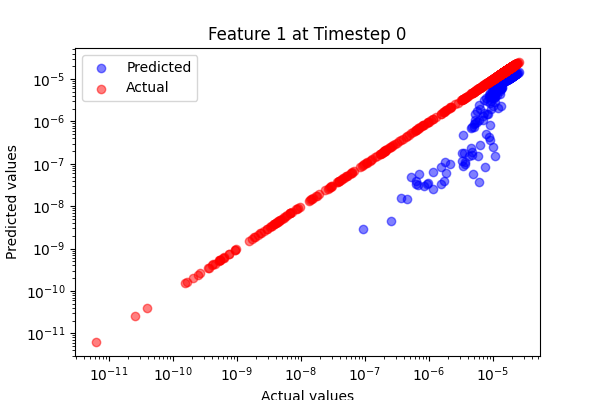 Feature 1 at Timestep 0
Predicted
Actual
Predicted values
10⁻⁵
10⁻⁶
10⁻⁷
10⁻⁸
10⁻⁹
10⁻¹⁰
10⁻¹¹
10⁻¹¹ 10⁻¹⁰ 10⁻⁹ 10⁻⁸ 10⁻⁷ 10⁻⁶ 10⁻⁵
Actual values